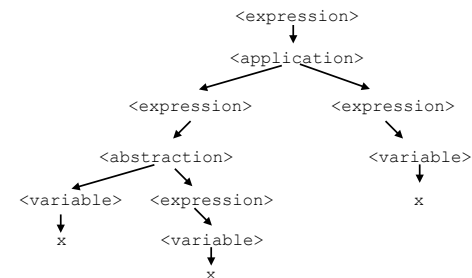 <expression>
<application>
<expression> <expression>
<abstraction> <variable>
<variable> <expression> x
x <variable>
x